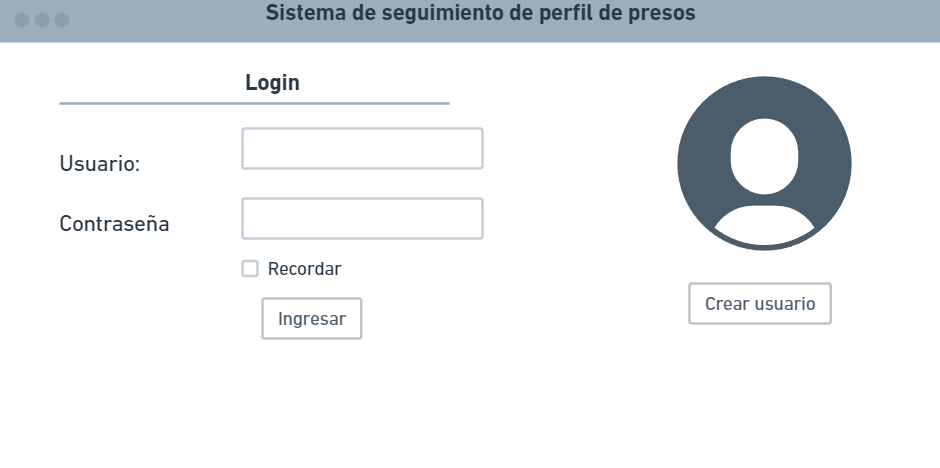 Sistema de seguimiento de perfil de presos
Login
Usuario:
Contraseña
Recordar
Ingresar
Crear usuario